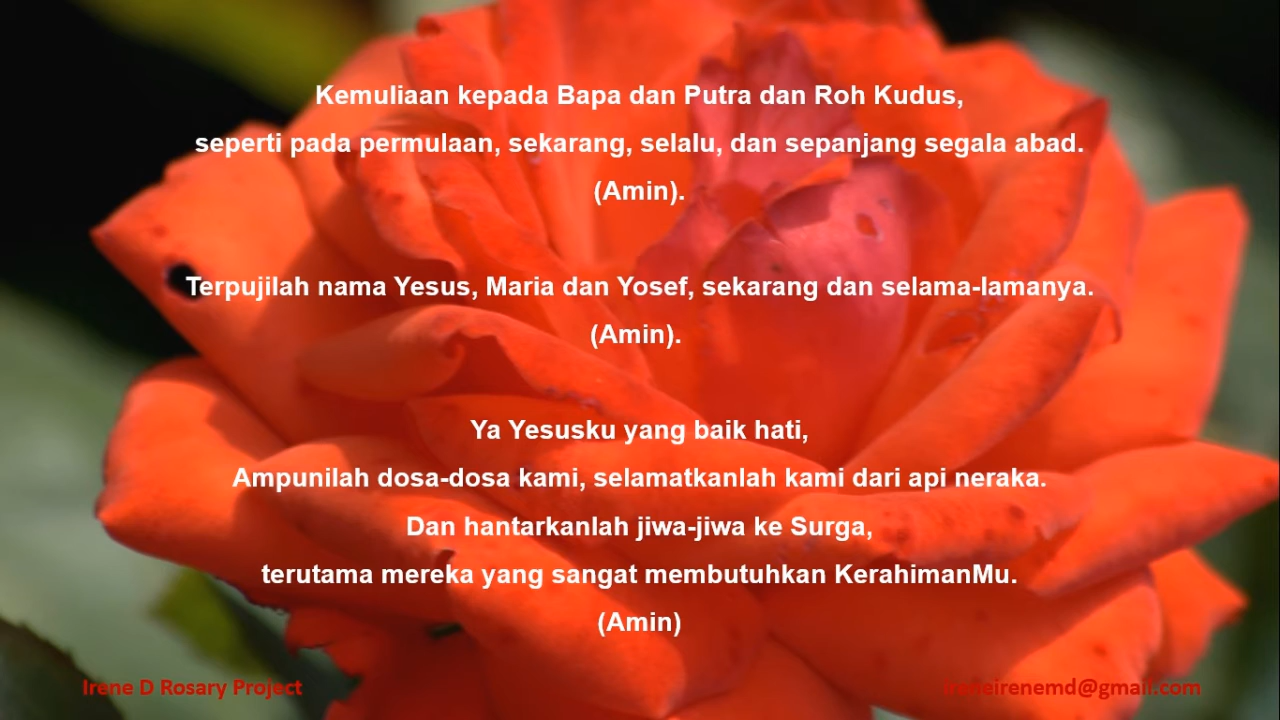 Kemuliaan kepada Bapa dan Putra dan Roh Kudus,
seperti pada permulaan, sekarang, selalu, dan sepanjang segala abad.
(Amin).
Terpujilah nama Yesus, Maria dan Yosef, sekarang dan selama-lamanya.
(Amin).
Ya Yesusku yang baik hati,
Ampunilah dosa-dosa kami, selamatkanlah kami dari api neraka.
Dan hantarkanlah jiwa-jiwa ke Surga,
terutama mereka yang sangat membutuhkan KerahimanMu.
(Amin)
Irene D Rosary Project
ireneirenemd@gmail.com